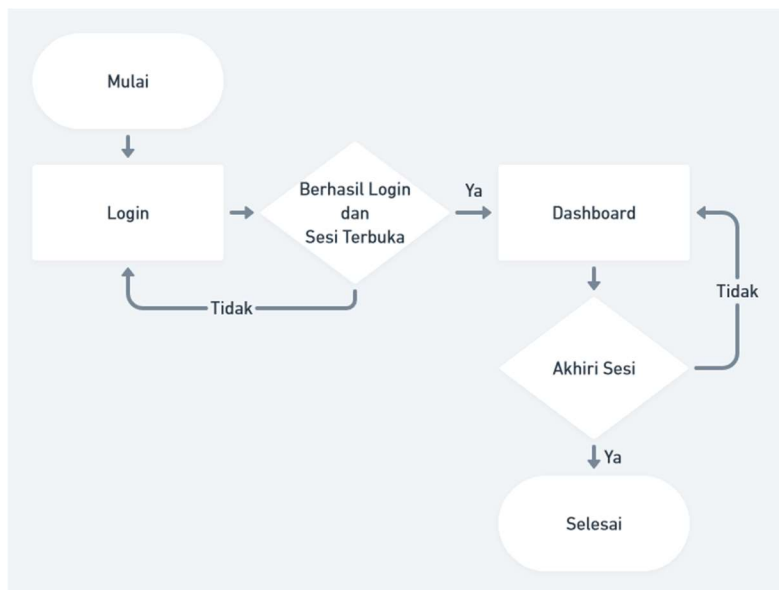 Mulai
Login
Berhasil Login
dan
Sesi Terbuka
Ya
Dashboard
Tidak
Tidak
Akhiri Sesi
Ya
Selesai